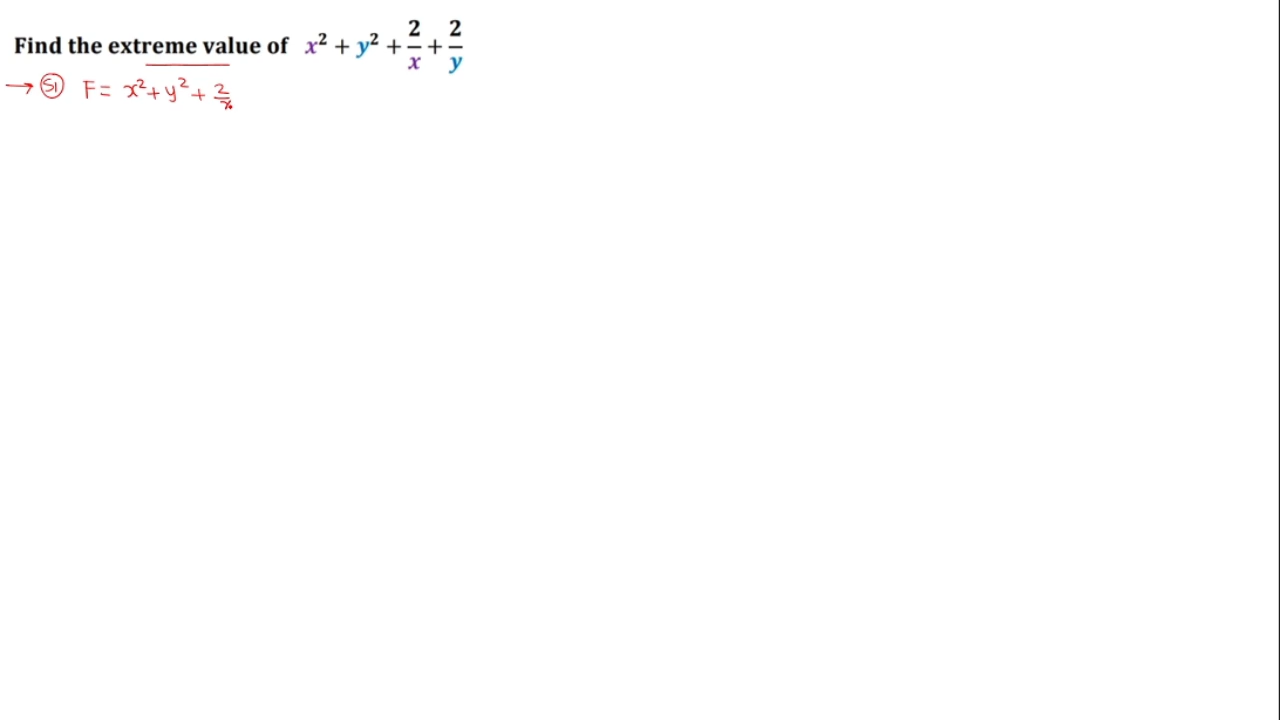 Find the extreme value of x² + y² + 2/x + 2/y
→ S1 F = x² + y² + 2/x